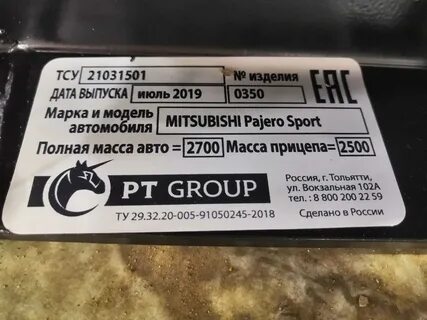 ТСУ 21031501 № изделия
ДАТА ВЫПУСКА июль 2019 0350
ЕАС
Марка и модель автомобиля MITSUBISHI Pajero Sport
Полная масса авто = 2700 Масса прицепа= 2500
PT GROUP
ТУ 29.32.20-005-91050245-2018
Россия, г. Тольятти,
ул. Вокзальная 102А
тел. : 8 800 200 22 59
Сделано в России